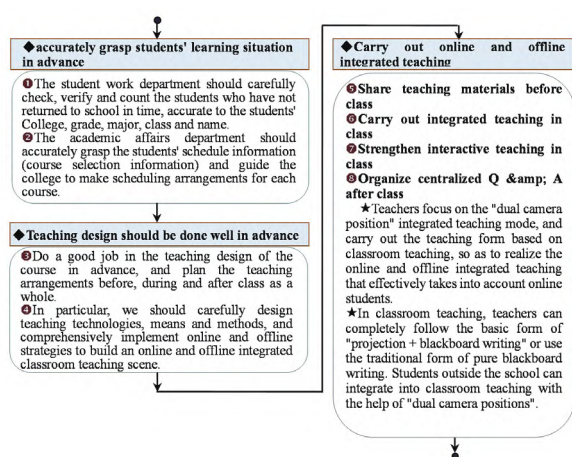 ◆accurately grasp students' learning situation
in advance
❶The student work department should carefully
check, verify and count the students who have not
returned to school in time, accurate to the students'
College, grade, major, class and name.
❷The academic affairs department should
accurately grasp the students' schedule information
(course selection information) and guide the
college to make scheduling arrangements for each
course.
◆Teaching design should be done well in advance
❸Do a good job in the teaching design of the
course in advance, and plan the teaching
arrangements before, during and after class as a
whole.
❹In particular, we should carefully design
teaching technologies, means and methods, and
comprehensively implement online and offline
strategies to build an online and offline integrated
classroom teaching scene.
◆Carry out online and offline
integrated teaching
❺Share teaching materials before
class
❻Carry out integrated teaching in
class
❼Strengthen interactive teaching in
class
❽Organize centralized Q &amp; A
after class
★Teachers focus on the "dual camera
position" integrated teaching mode, and
carry out the teaching form based on
classroom teaching, so as to realize the
online and offline integrated teaching
that effectively takes into account online
students.
★In classroom teaching, teachers can
completely follow the basic form of
"projection + blackboard writing" or use
the traditional form of pure blackboard
writing. Students outside the school can
integrate into classroom teaching with
the help of "dual camera positions".